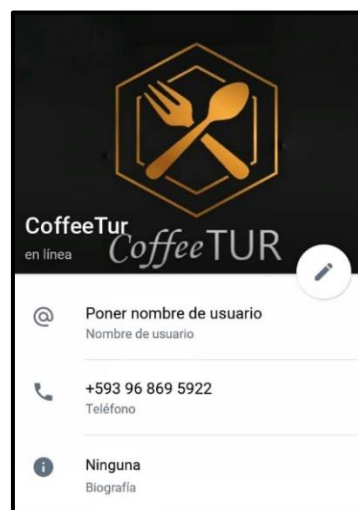 CoffeeTur
en línea
CoffeeTUR
@
Poner nombre de usuario
Nombre de usuario
+593 96 869 5922
Teléfono
Ninguna
Biografía